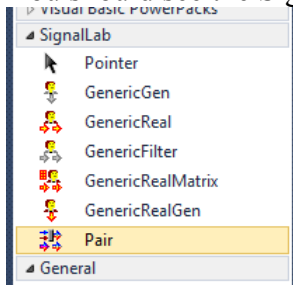 Visual Basic PowerPacks
SignalLab
Pointer
GenericGen
GenericReal
GenericFilter
GenericRealMatrix
GenericRealGen
Pair
General